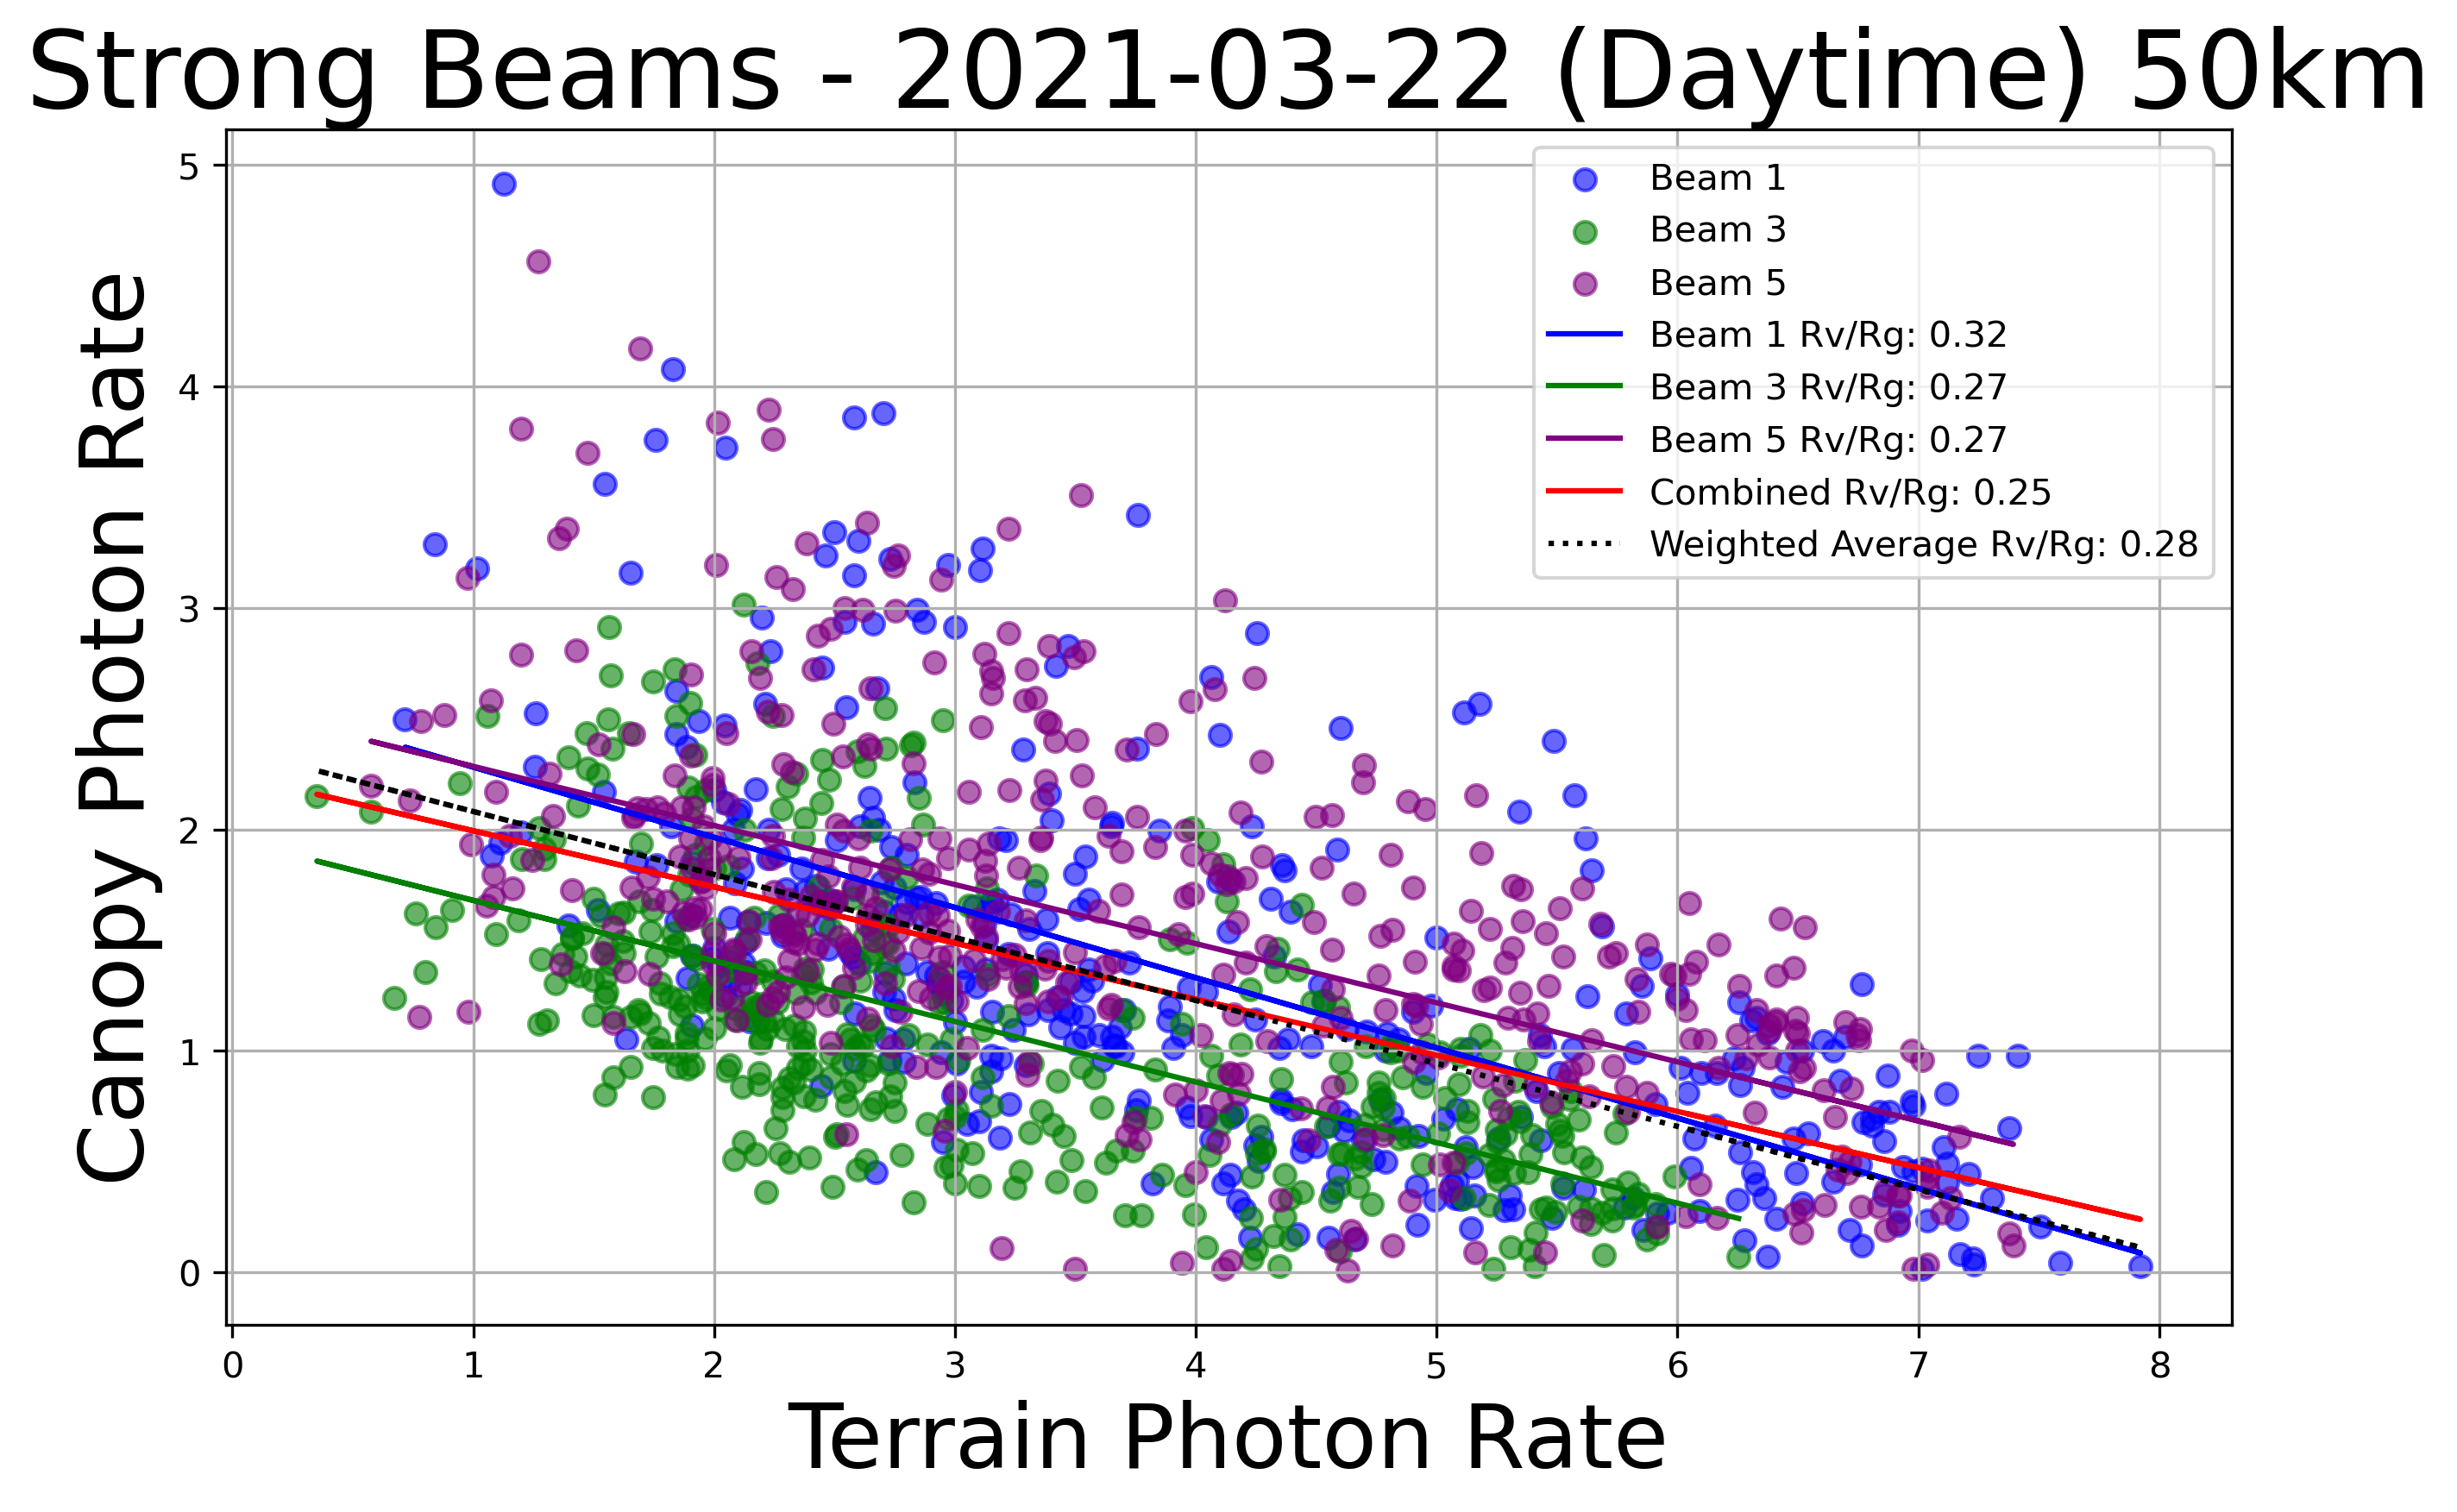 Strong Beams - 2021-03-22 (Daytime) 50km
Canopy Photon Rate
5
4
3
2
1
0
Beam 1
Beam 3
Beam 5
Beam 1 Rv/Rg: 0.32
Beam 3 Rv/Rg: 0.27
Beam 5 Rv/Rg: 0.27
Combined Rv/Rg: 0.25
Weighted Average Rv/Rg: 0.28
0 1 2 3 4 5 6 7 8
Terrain Photon Rate